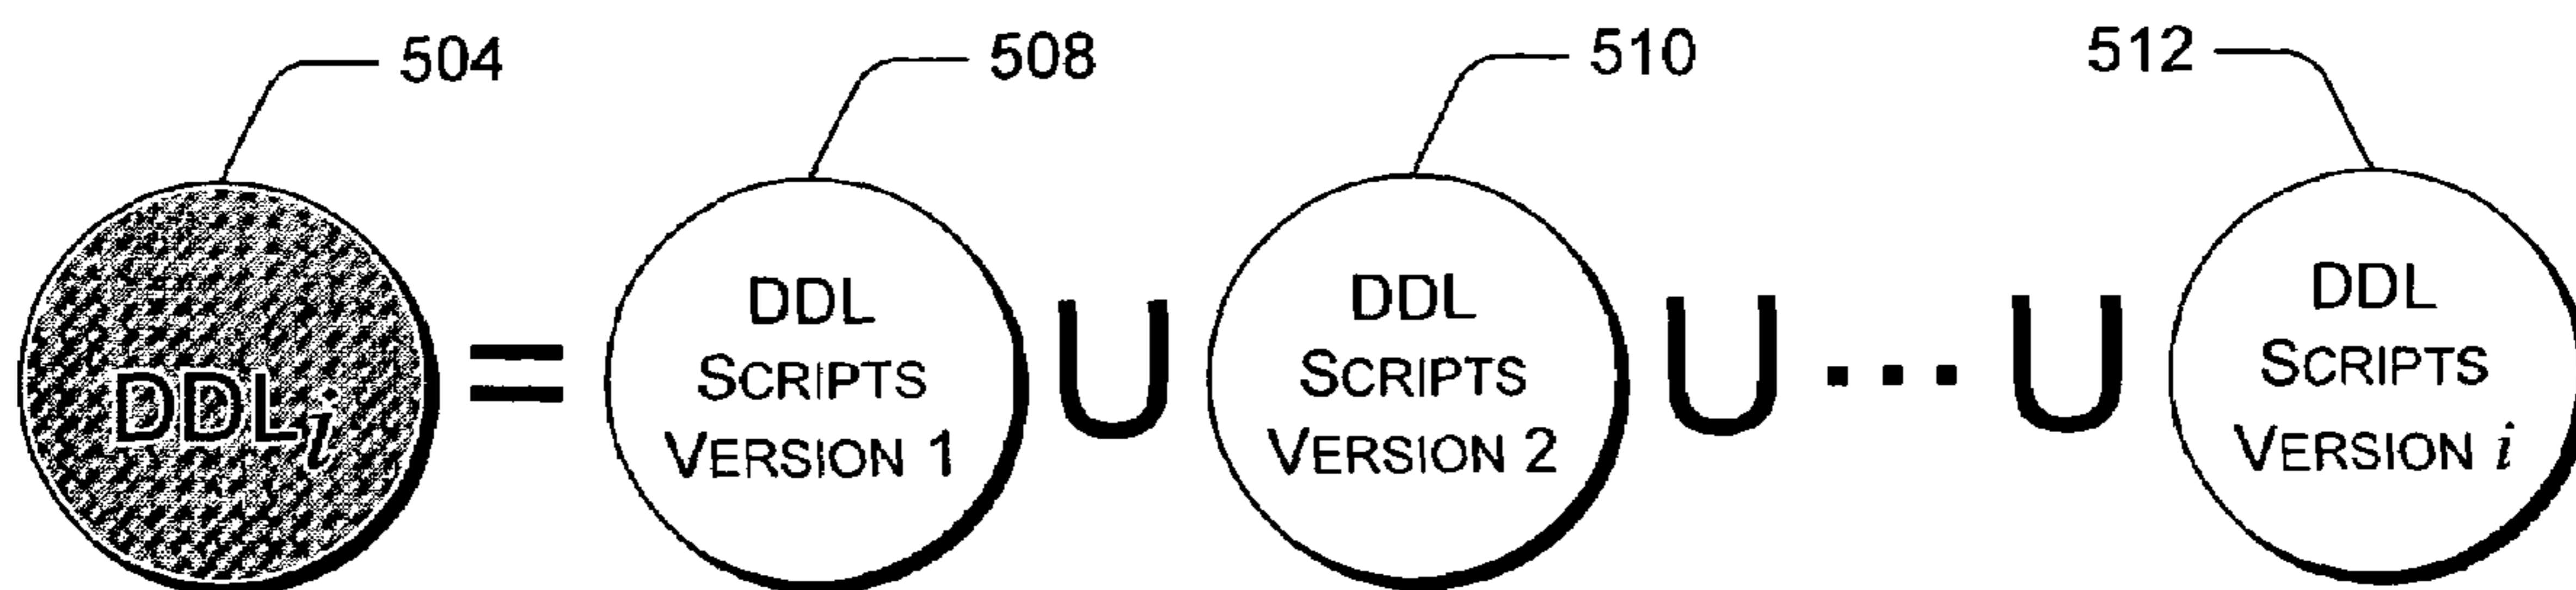 504
508
510
512
DDLi = DDL SCRIPTS VERSION 1 ∪ DDL SCRIPTS VERSION 2 ∪ ... ∪ DDL SCRIPTS VERSION i